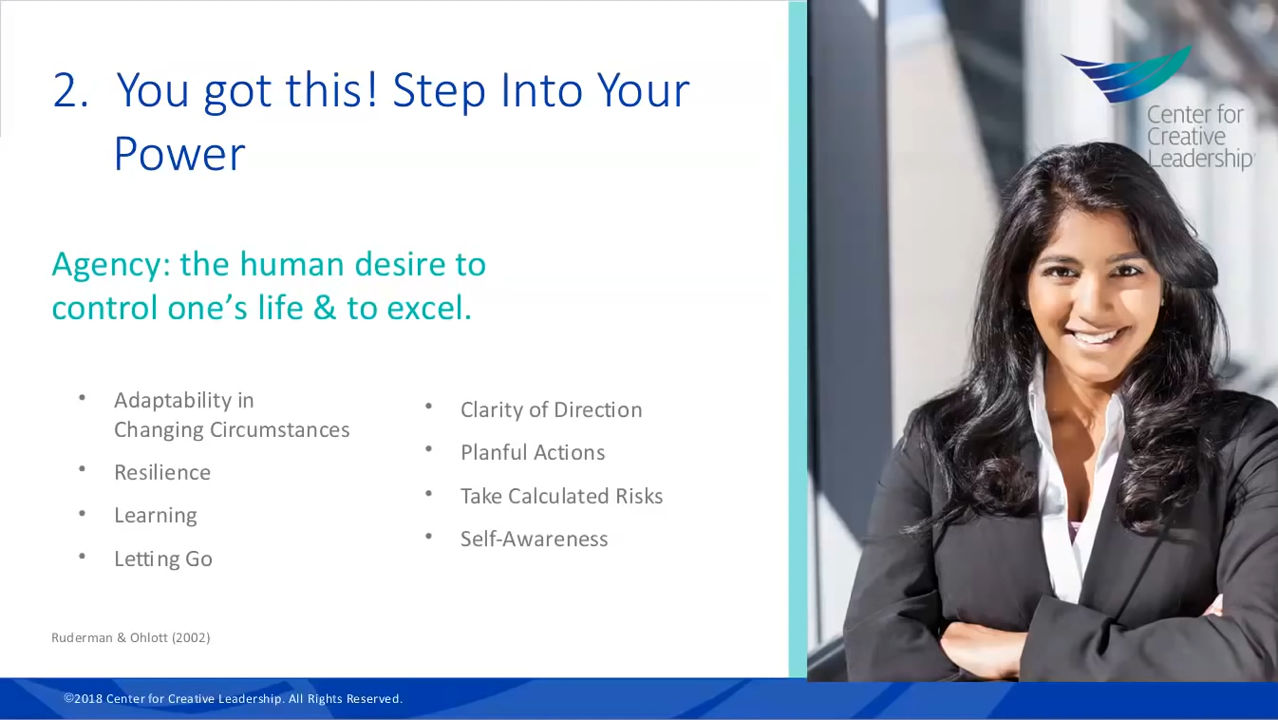 2. You got this! Step Into Your
Power
Agency: the human desire to
control one’s life & to excel.
• Adaptability in
Changing Circumstances
• Resilience
• Learning
• Letting Go
• Clarity of Direction
• Planful Actions
• Take Calculated Risks
• Self-Awareness
Ruderman & Ohlott (2002)
©2018 Center for Creative Leadership. All Rights Reserved.
Center for
Creative
Leadership